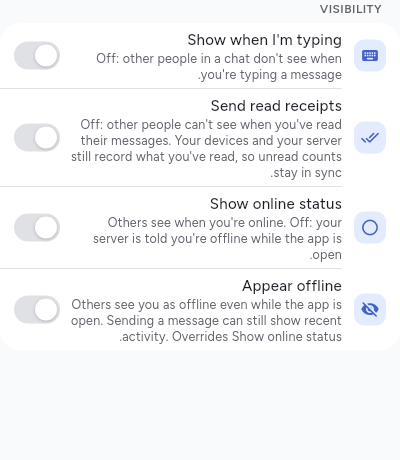 VISIBILITY
Show when I'm typing
Off: other people in a chat don't see when
you're typing a message.
Send read receipts
Off: other people can't see when you've read
their messages. Your devices and your server
still record what you've read, so unread counts
stay in sync.
Show online status
Others see when you're online. Off: your
server is told you're offline while the app is
open.
Appear offline
Others see you as offline even while the app is
open. Sending a message can still show recent
activity. Overrides Show online status.